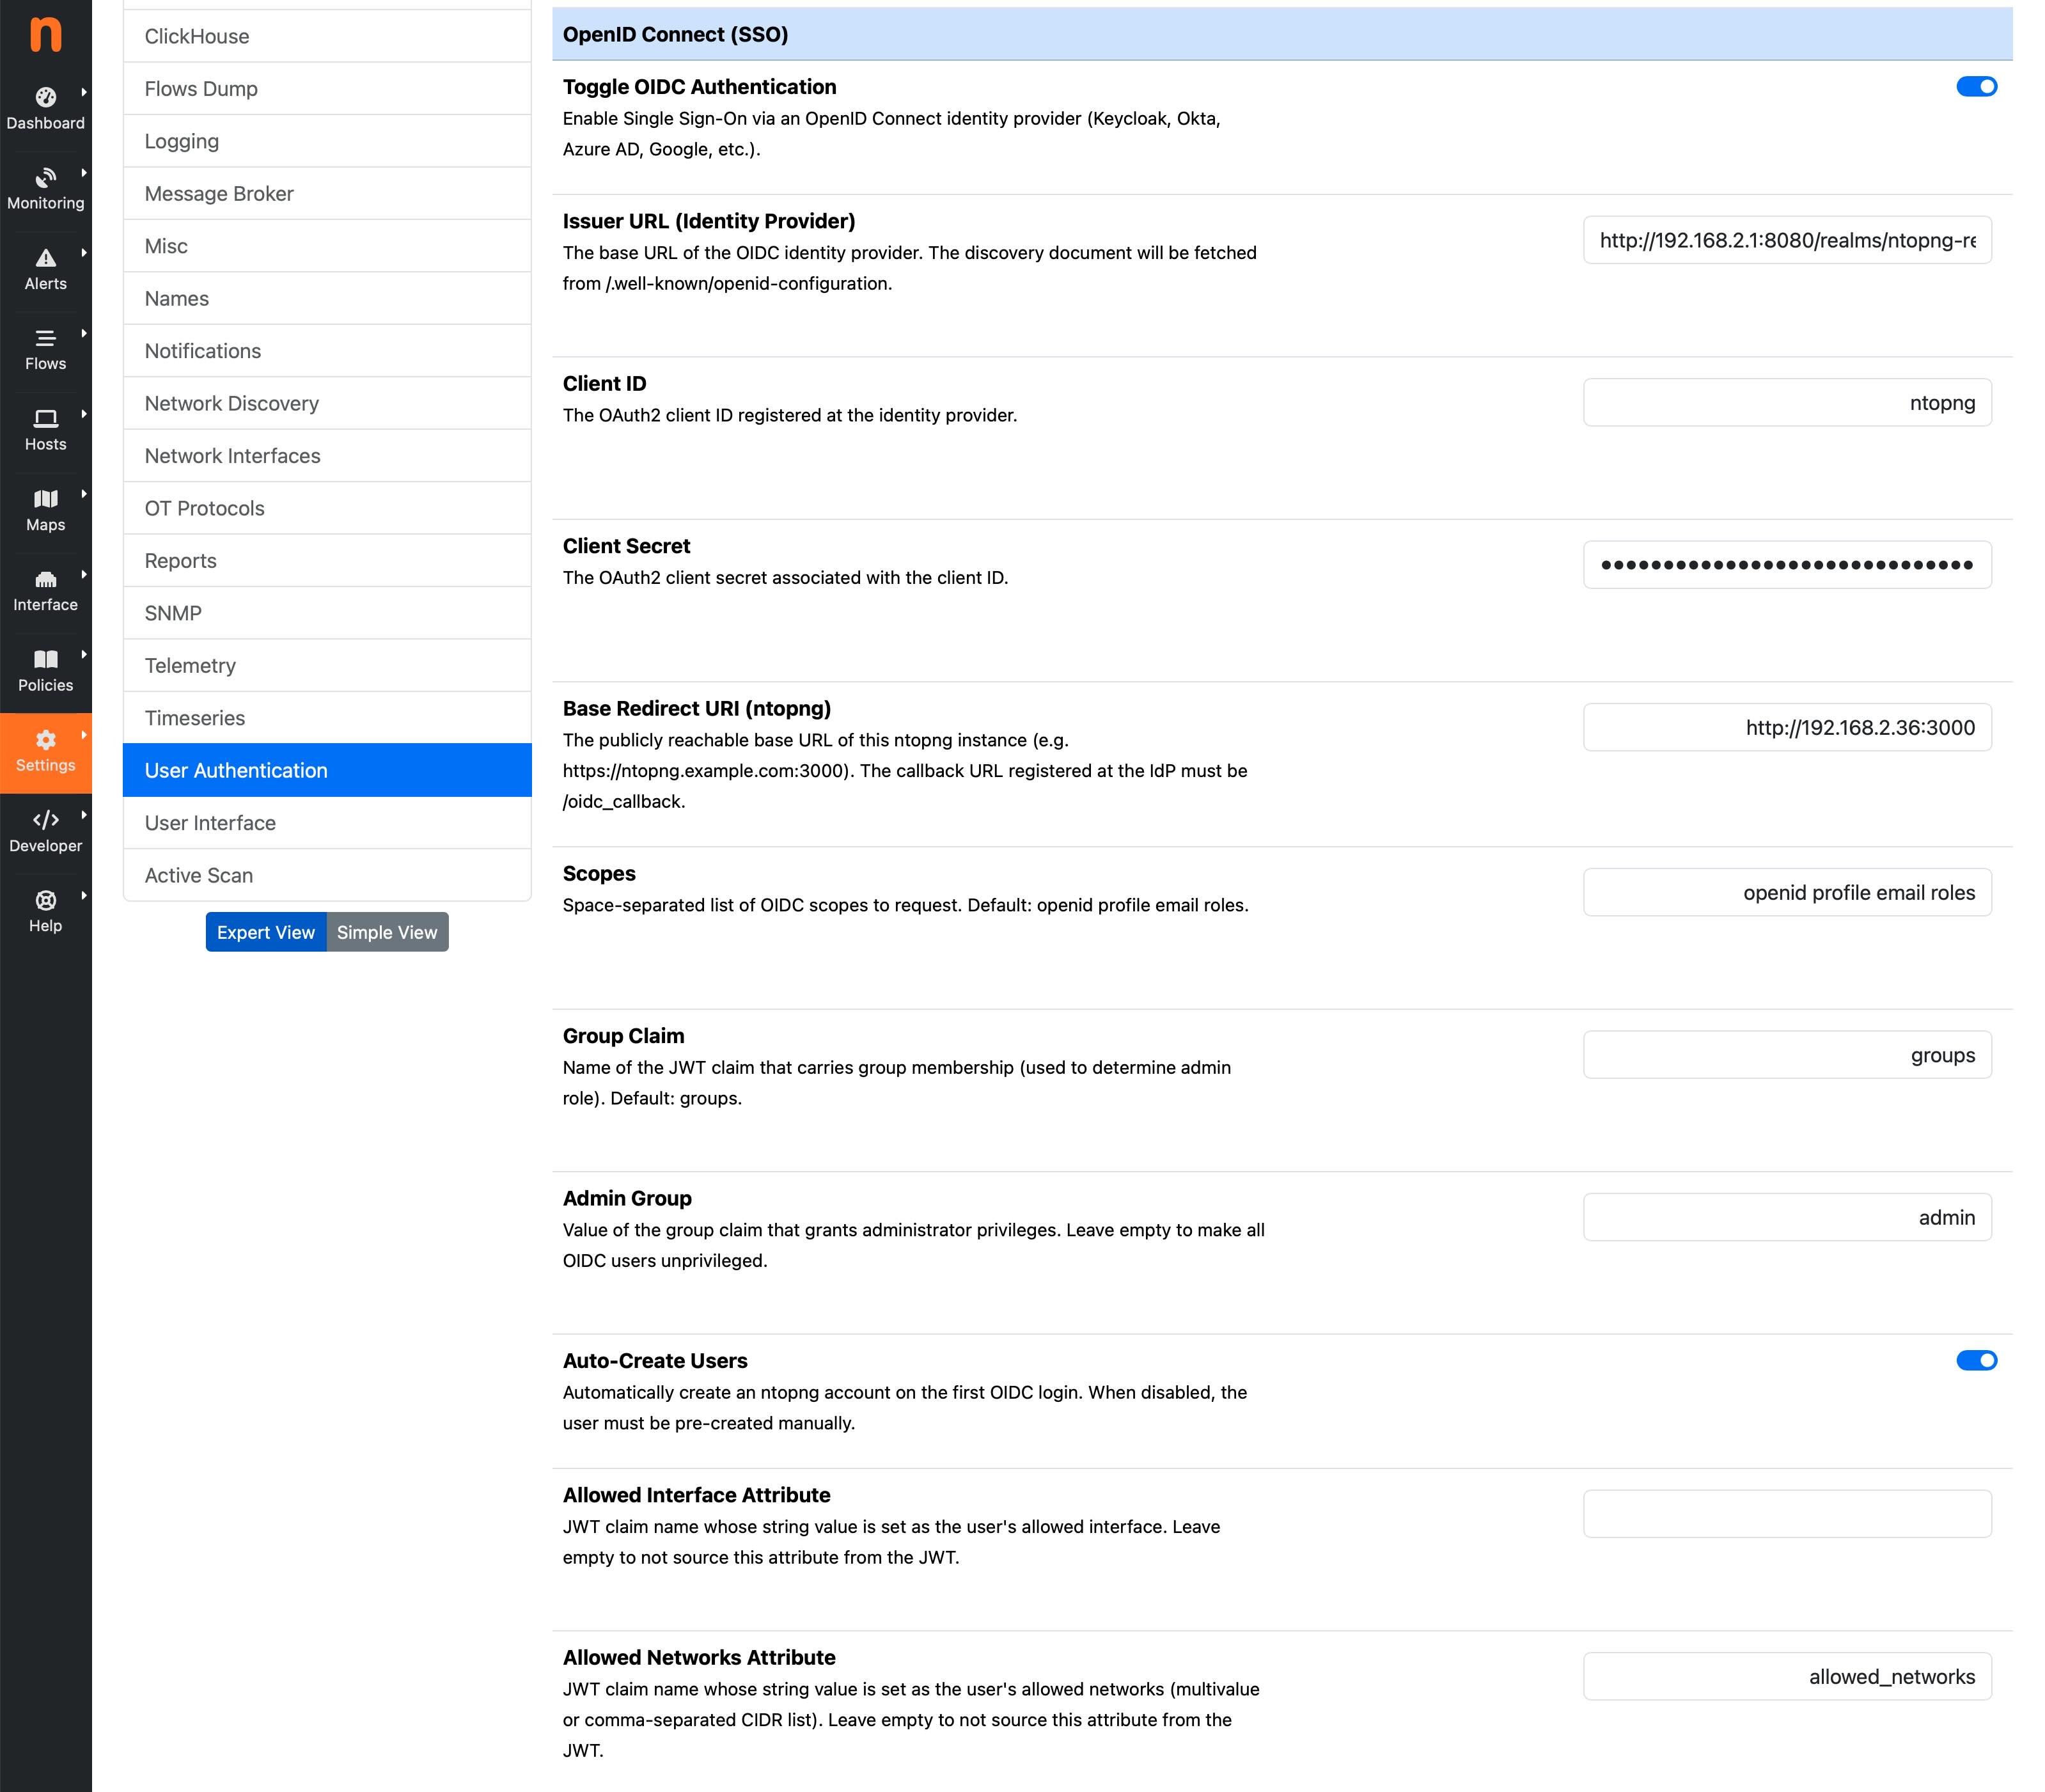 n
Dashboard
Monitoring
Alerts
Flows
Hosts
Maps
Interface
Policies
Settings
Developer
Help
ClickHouse
Flows Dump
Logging
Message Broker
Misc
Names
Notifications
Network Discovery
Network Interfaces
OT Protocols
Reports
SNMP
Telemetry
Timeseries
User Authentication
User Interface
Active Scan
Expert View Simple View
OpenID Connect (SSO)
Toggle OIDC Authentication
Enable Single Sign-On via an OpenID Connect identity provider (Keycloak, Okta,
Azure AD, Google, etc.).
Issuer URL (Identity Provider)
The base URL of the OIDC identity provider. The discovery document will be fetched
from /.well-known/openid-configuration.
http://192.168.2.1:8080/realms/ntopng-re
Client ID
The OAuth2 client ID registered at the identity provider.
ntopng
Client Secret
The OAuth2 client secret associated with the client ID.
••••••••••••••••••••••••••••••
Base Redirect URI (ntopng)
The publicly reachable base URL of this ntopng instance (e.g.
https://ntopng.example.com:3000). The callback URL registered at the IdP must be
/oidc_callback.
http://192.168.2.36:3000
Scopes
Space-separated list of OIDC scopes to request. Default: openid profile email roles.
openid profile email roles
Group Claim
Name of the JWT claim that carries group membership (used to determine admin
role). Default: groups.
groups
Admin Group
Value of the group claim that grants administrator privileges. Leave empty to make all
OIDC users unprivileged.
admin
Auto-Create Users
Automatically create an ntopng account on the first OIDC login. When disabled, the
user must be pre-created manually.
Allowed Interface Attribute
JWT claim name whose string value is set as the user's allowed interface. Leave
empty to not source this attribute from the JWT.
Allowed Networks Attribute
JWT claim name whose string value is set as the user's allowed networks (multivalue
or comma-separated CIDR list). Leave empty to not source this attribute from the
JWT.
allowed_networks